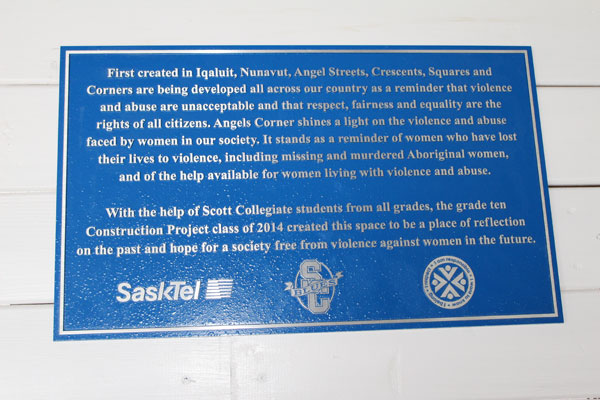 First created in Iqaluit, Nunavut, Angel Streets, Crescents, Squares and
Corners are being developed all across our country as a reminder that violence
and abuse are unacceptable and that respect, fairness and equality are the
rights of all citizens. Angels Corner shines a light on the violence and abuse
faced by women in our society. It stands as a reminder of women who have lost
their lives to violence, including missing and murdered Aboriginal women,
and of the help available for women living with violence and abuse.
With the help of Scott Collegiate students from all grades, the grade ten
Construction Project class of 2014 created this space to be a place of reflection
on the past and hope for a society free from violence against women in the future.
SaskTel
S
BLUES
C